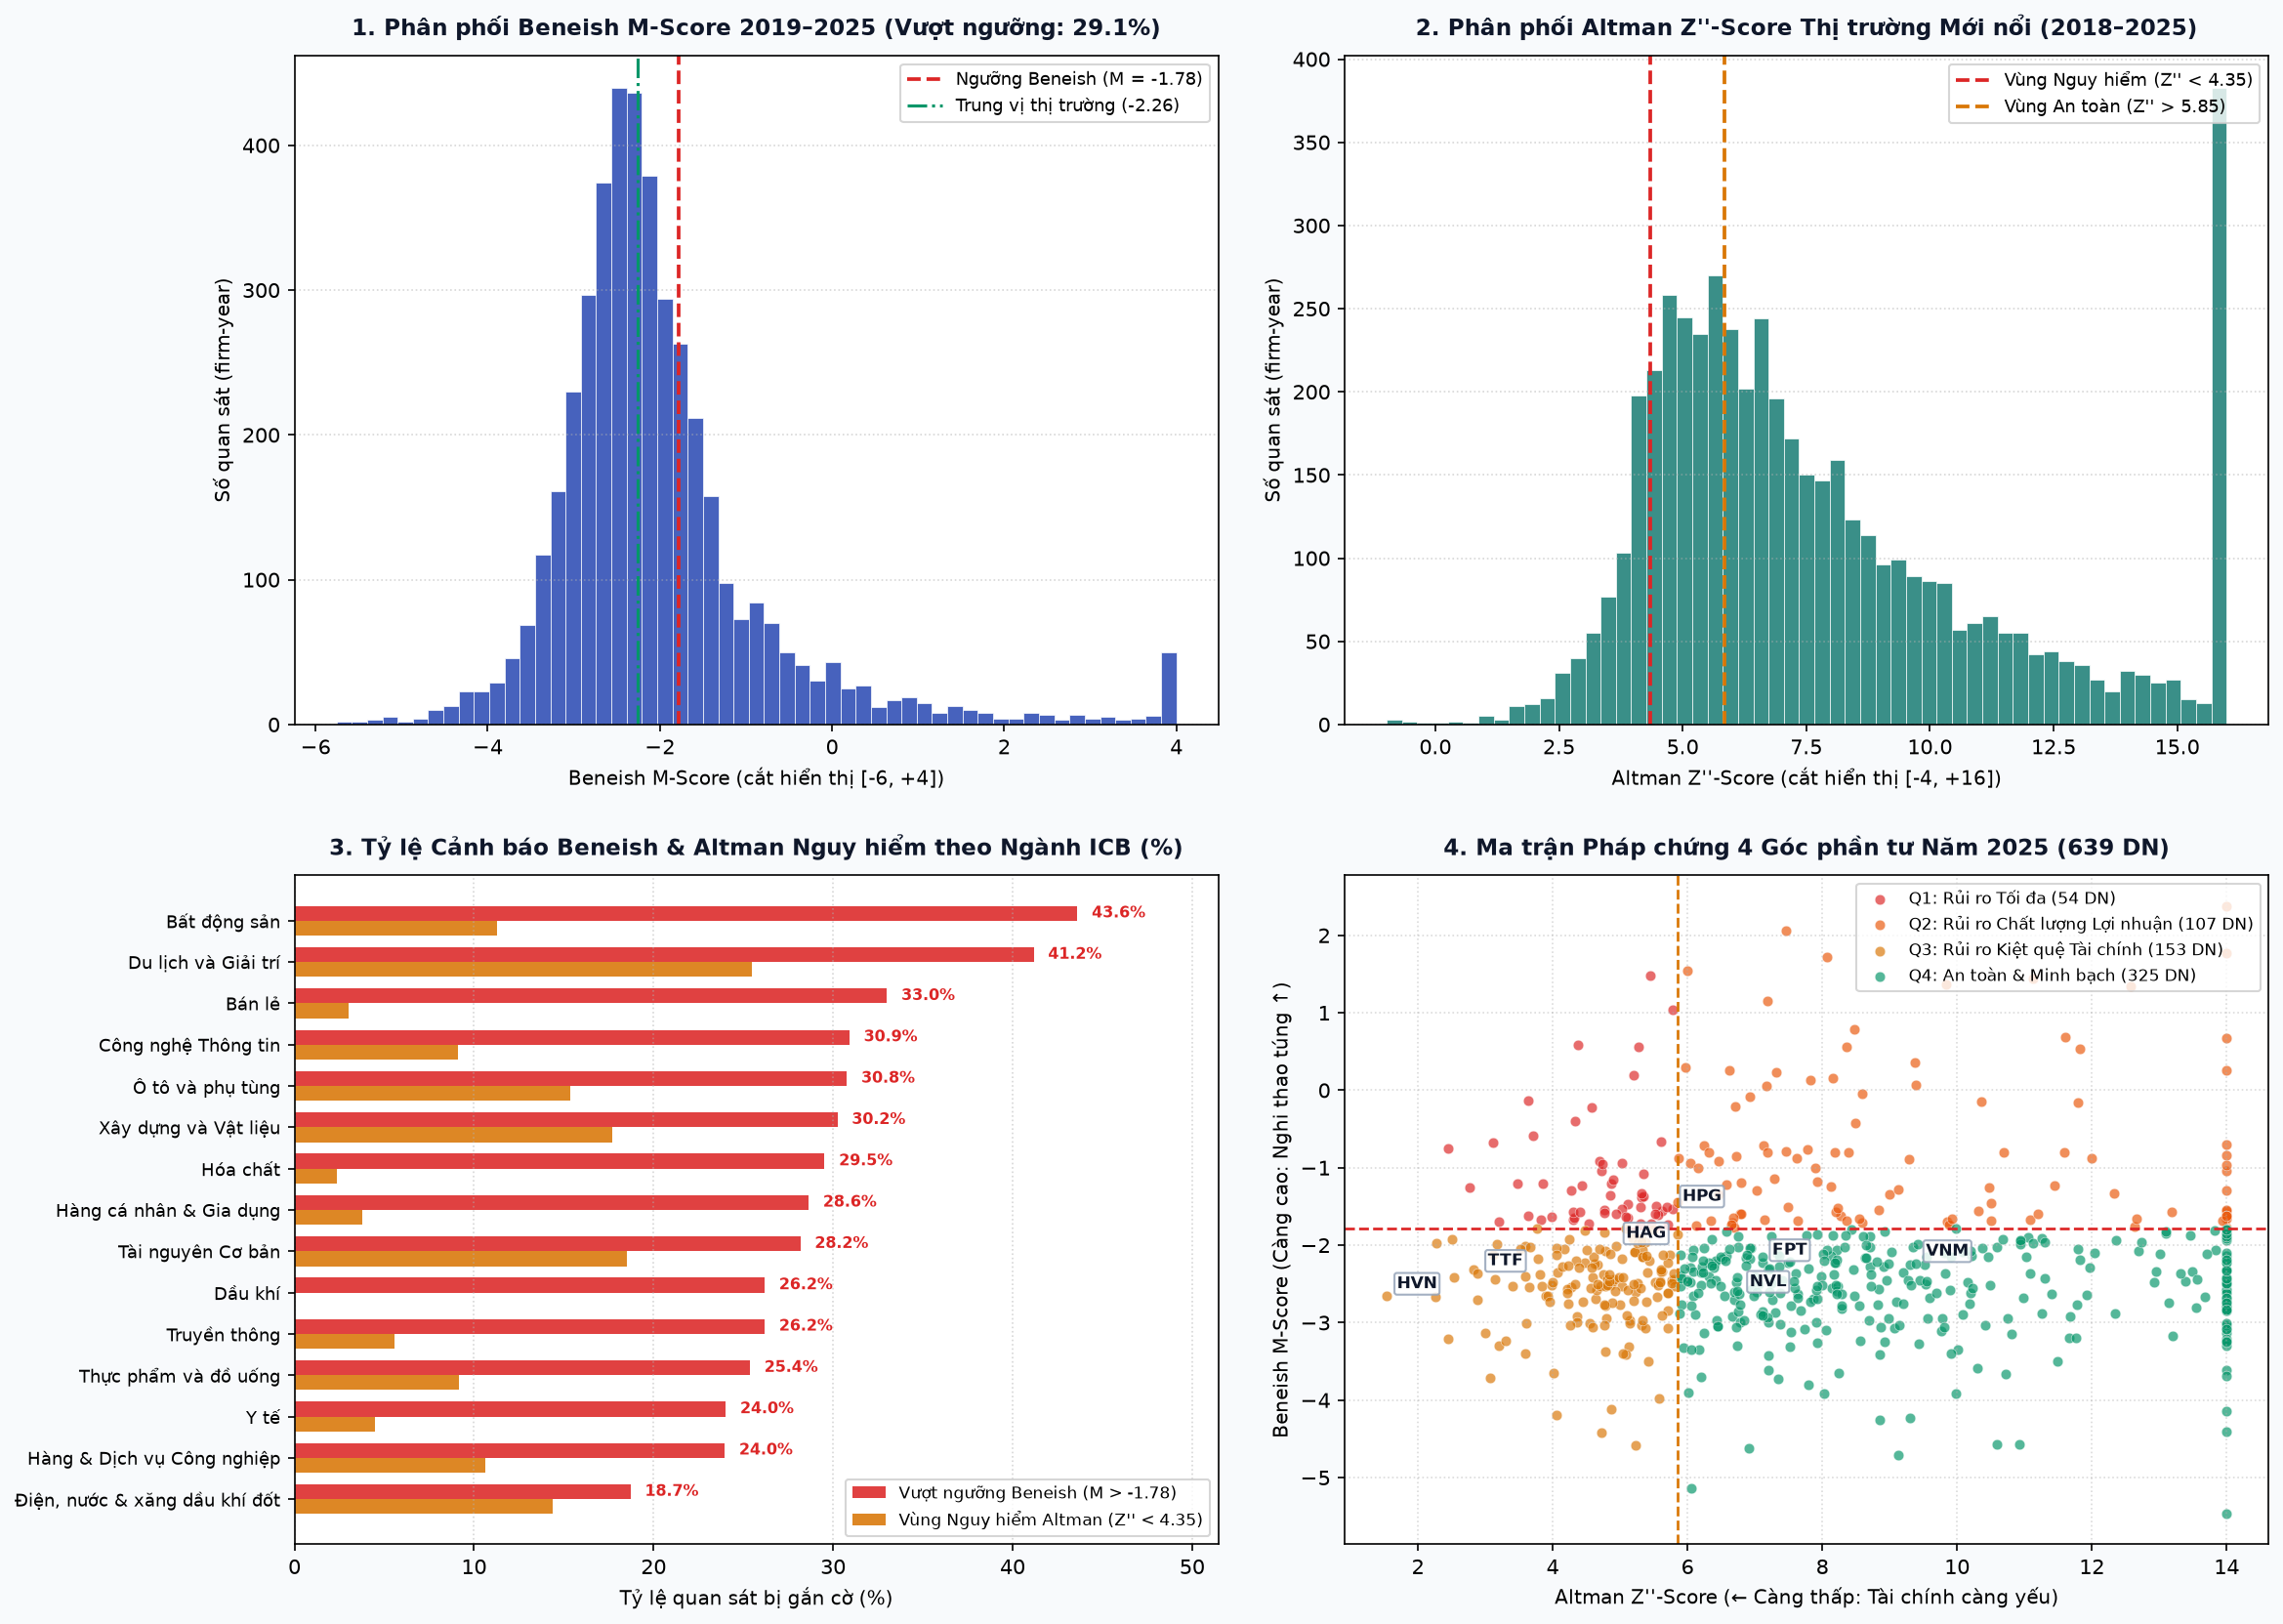 1. Phân phối Beneish M-Score 2019–2025 (Vượt ngưỡng: 29.1%)
Ngưỡng Beneish (M = -1.78)
Trung vị thị trường (-2.26)
Số quan sát (firm-year)
400
300
200
100
0
−6
−4
−2
0
2
4
Beneish M-Score (cắt hiển thị [-6, +4])
2. Phân phối Altman Z''-Score Thị trường Mới nổi (2018–2025)
Vùng Nguy hiểm (Z'' < 4.35)
Vùng An toàn (Z'' > 5.85)
Số quan sát (firm-year)
400
350
300
250
200
150
100
50
0
0.0
2.5
5.0
7.5
10.0
12.5
15.0
Altman Z''-Score (cắt hiển thị [-4, +16])
3. Tỷ lệ Cảnh báo Beneish & Altman Nguy hiểm theo Ngành ICB (%)
Bất động sản
43.6%
Du lịch và Giải trí
41.2%
Bán lẻ
33.0%
Công nghệ Thông tin
30.9%
Ô tô và phụ tùng
30.8%
Xây dựng và Vật liệu
30.2%
Hóa chất
29.5%
Hàng cá nhân & Gia dụng
28.6%
Tài nguyên Cơ bản
28.2%
Dầu khí
26.2%
Truyền thông
26.2%
Thực phẩm và đồ uống
25.4%
Y tế
24.0%
Hàng & Dịch vụ Công nghiệp
24.0%
Điện, nước & xăng dầu khí đốt
18.7%
Vượt ngưỡng Beneish (M > -1.78)
Vùng Nguy hiểm Altman (Z'' < 4.35)
0
10
20
30
40
50
Tỷ lệ quan sát bị gắn cờ (%)
4. Ma trận Pháp chứng 4 Góc phần tư Năm 2025 (639 DN)
Q1: Rủi ro Tối đa (54 DN)
Q2: Rủi ro Chất lượng Lợi nhuận (107 DN)
Q3: Rủi ro Kiệt quệ Tài chính (153 DN)
Q4: An toàn & Minh bạch (325 DN)
Beneish M-Score (Càng cao: Nghi thao túng ↑)
2
1
0
−1
−2
−3
−4
−5
HPG
HAG
FPT
VNM
TTF
NVL
HVN
2
4
6
8
10
12
14
Altman Z''-Score (← Càng thấp: Tài chính càng yếu)